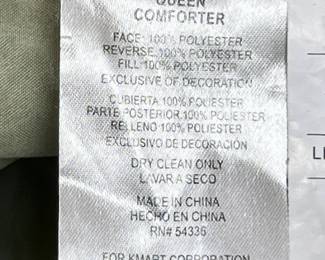 QUEEN
COMFORTER
FACE: 100% POLYESTER
REVERSE: 100% POLYESTER
FILL: 100% POLYESTER
EXCLUSIVE OF DECORATION
CUBIERTA:100% POLIESTER
PARTE POSTERIOR:100% POLIESTER
RELLENO:100% POLIESTER
EXCLUSIVO DE DECORACIÓN
DRY CLEAN ONLY
LAVAR A SECO
MADE IN CHINA
HECHO EN CHINA
RN# 54336
FOR KMART CORPORATION